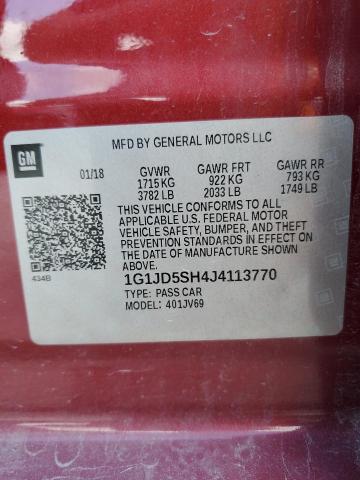 GM
MFD BY GENERAL MOTORS LLC
01/18 GVWR GAWR FRT GAWR RR
1715 KG 922 KG 793 KG
3782 LB 2033 LB 1749 LB
THIS VEHICLE CONFORMS TO ALL
APPLICABLE U.S. FEDERAL MOTOR
VEHICLE SAFETY, BUMPER, AND THEFT
PREVENTION STANDARDS IN EFFECT ON
THE DATE OF MANUFACTURE SHOWN
ABOVE.
434B 1G1JD5SH4J4113770
TYPE: PASS CAR
MODEL: 401JV69